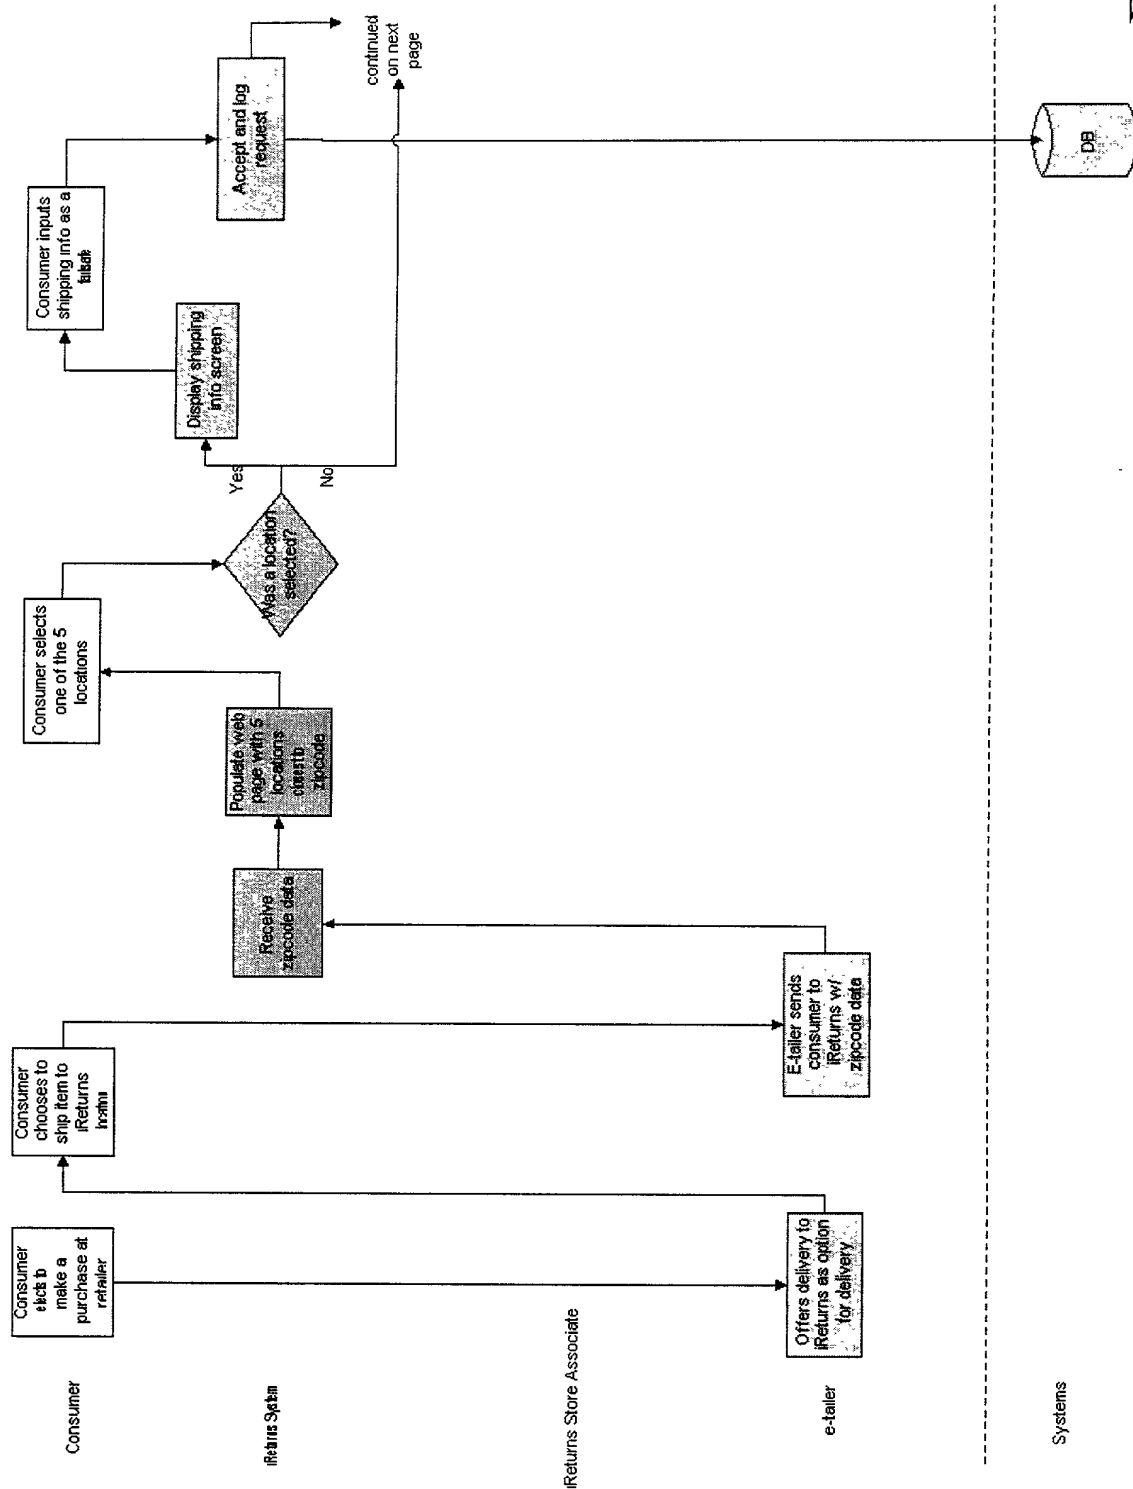 Consumer
iReturns System
iReturns Store Associate
e-tailer
Systems
Consumer
elects to
make a
purchase at
retailer
Offers delivery to
iReturns as option
for delivery
Consumer
chooses to
ship item to
iReturns
location
E-tailer sends
consumer to
iReturns w/
zipcode data
Receive
zipcode data
Populate web
page with 5
locations
closest to
zipcode
Consumer selects
one of the 5
locations
Was a location
selected?
Yes
No
Display shipping
info screen
Consumer inputs
shipping info as a
failsafe
Accept and log
request
continued
on next
page
DB